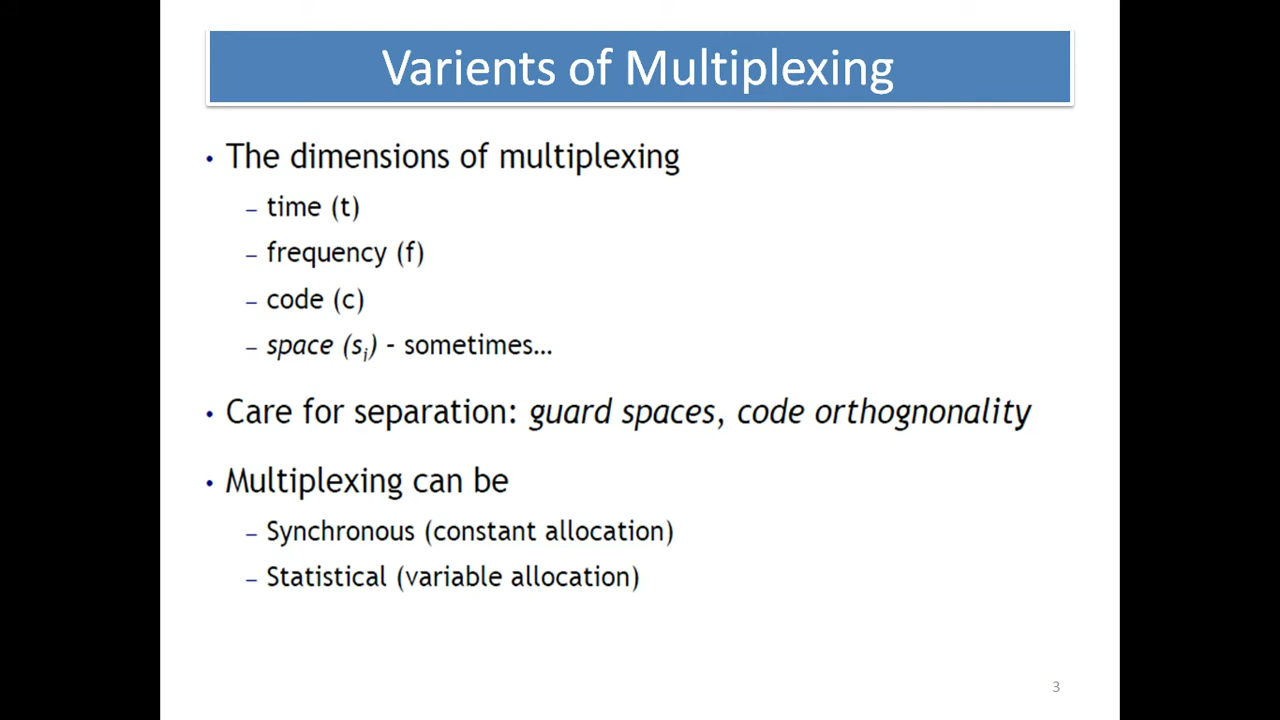 Varients of Multiplexing
• The dimensions of multiplexing
– time (t)
– frequency (f)
– code (c)
– space (si) – sometimes…
• Care for separation: guard spaces, code orthognonality
• Multiplexing can be
– Synchronous (constant allocation)
– Statistical (variable allocation)
3